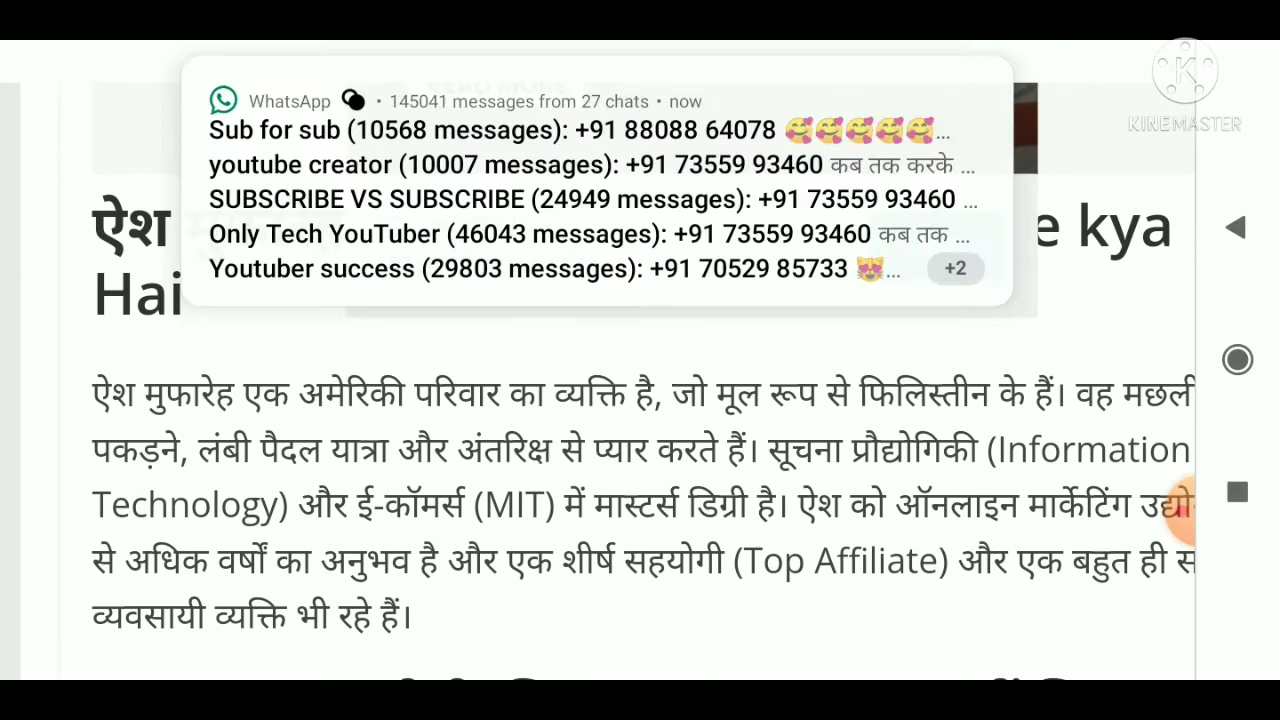 WhatsApp • 145041 messages from 27 chats • now
Sub for sub (10568 messages): +91 88088 64078 🥰🥰🥰🥰🥰...
youtube creator (10007 messages): +91 73559 93460 कब तक करके ...
SUBSCRIBE VS SUBSCRIBE (24949 messages): +91 73559 93460 ...
Only Tech YouTuber (46043 messages): +91 73559 93460 कब तक ...
Youtuber success (29803 messages): +91 70529 85733 😻... +2
KINEMASTER
ऐश e kya
Hai
ऐश मुफारेह एक अमेरिकी परिवार का व्यक्ति है, जो मूल रूप से फिलिस्तीन के हैं। वह मछली
पकड़ने, लंबी पैदल यात्रा और अंतरिक्ष से प्यार करते हैं। सूचना प्रौद्योगिकी (Information
Technology) और ई-कॉमर्स (MIT) में मास्टर्स डिग्री है। ऐश को ऑनलाइन मार्केटिंग उद्यो
से अधिक वर्षों का अनुभव है और एक शीर्ष सहयोगी (Top Affiliate) और एक बहुत ही स
व्यवसायी व्यक्ति भी रहे हैं।